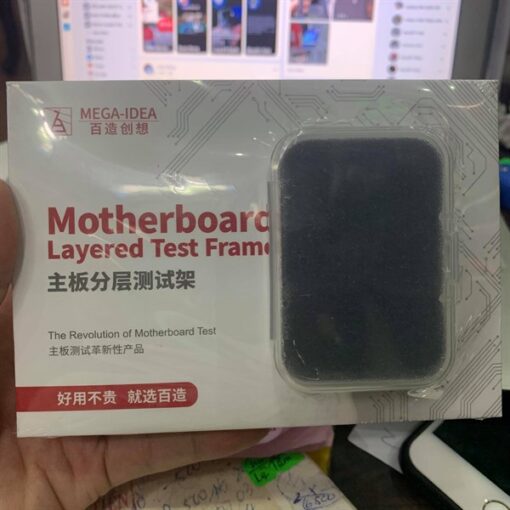 MEGA-IDEA
百造创想
Motherboard
Layered Test Frame
主板分层测试架
The Revolution of Motherboard Test
主板测试革新性产品
好用不贵 就选百造